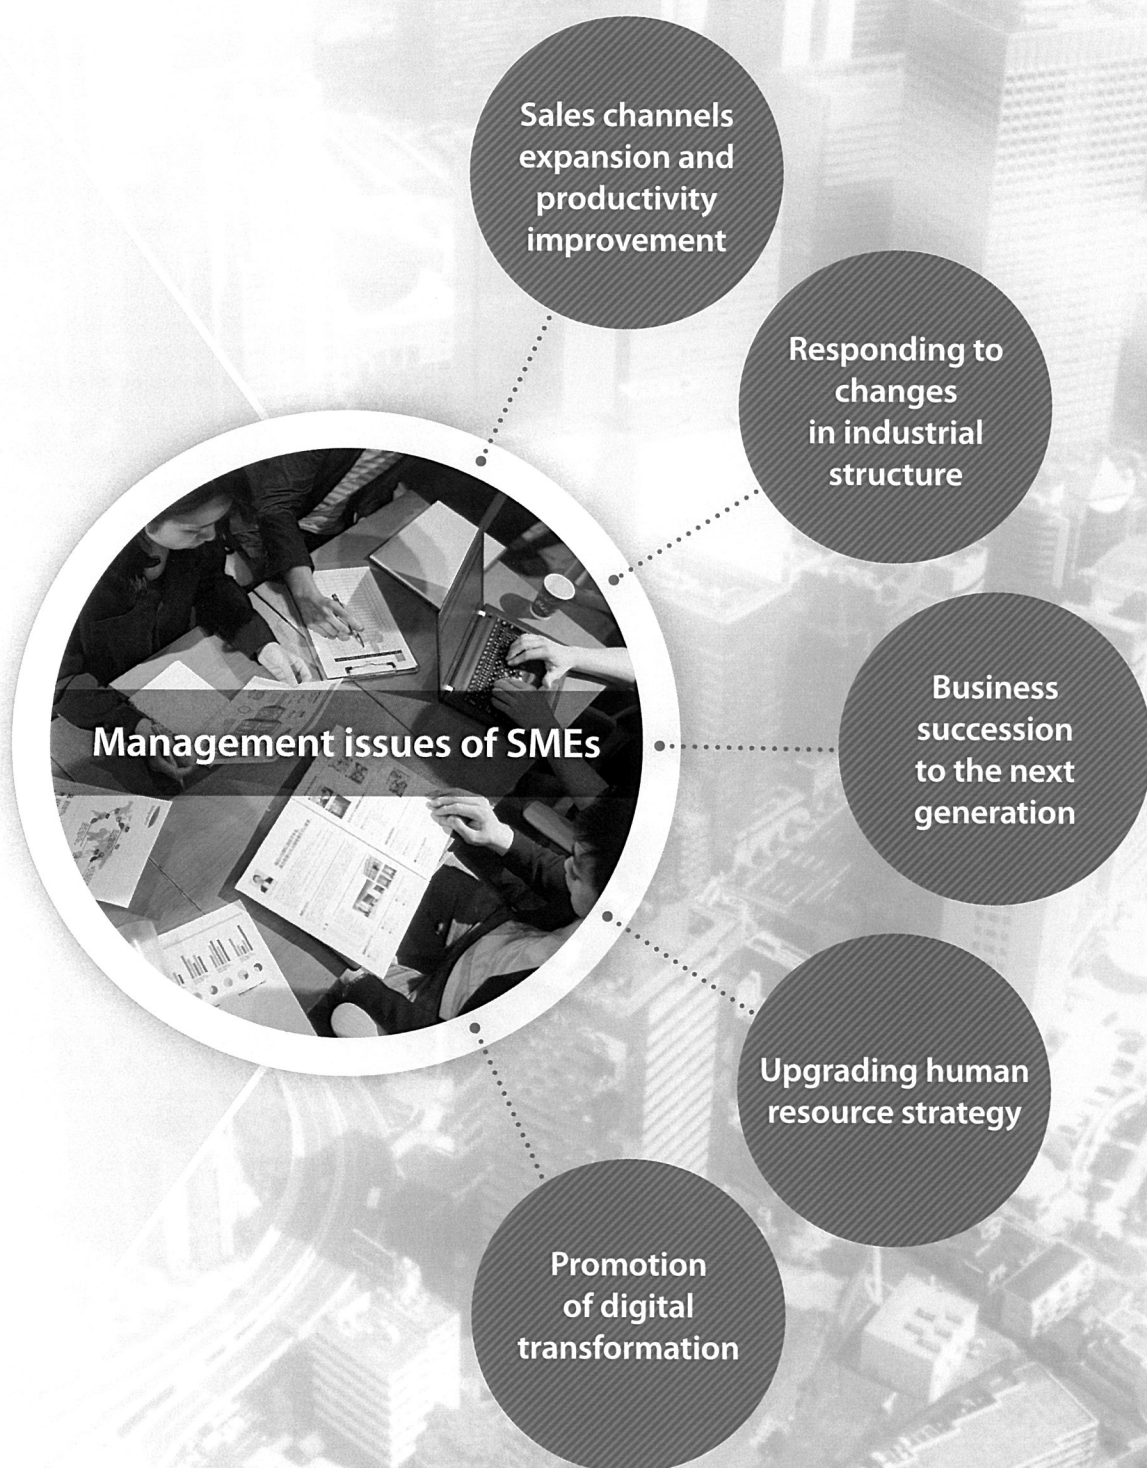 Sales channels
expansion and
productivity
improvement
Responding to
changes
in industrial
structure
Management issues of SMEs
Business
succession
to the next
generation
Upgrading human
resource strategy
Promotion
of digital
transformation